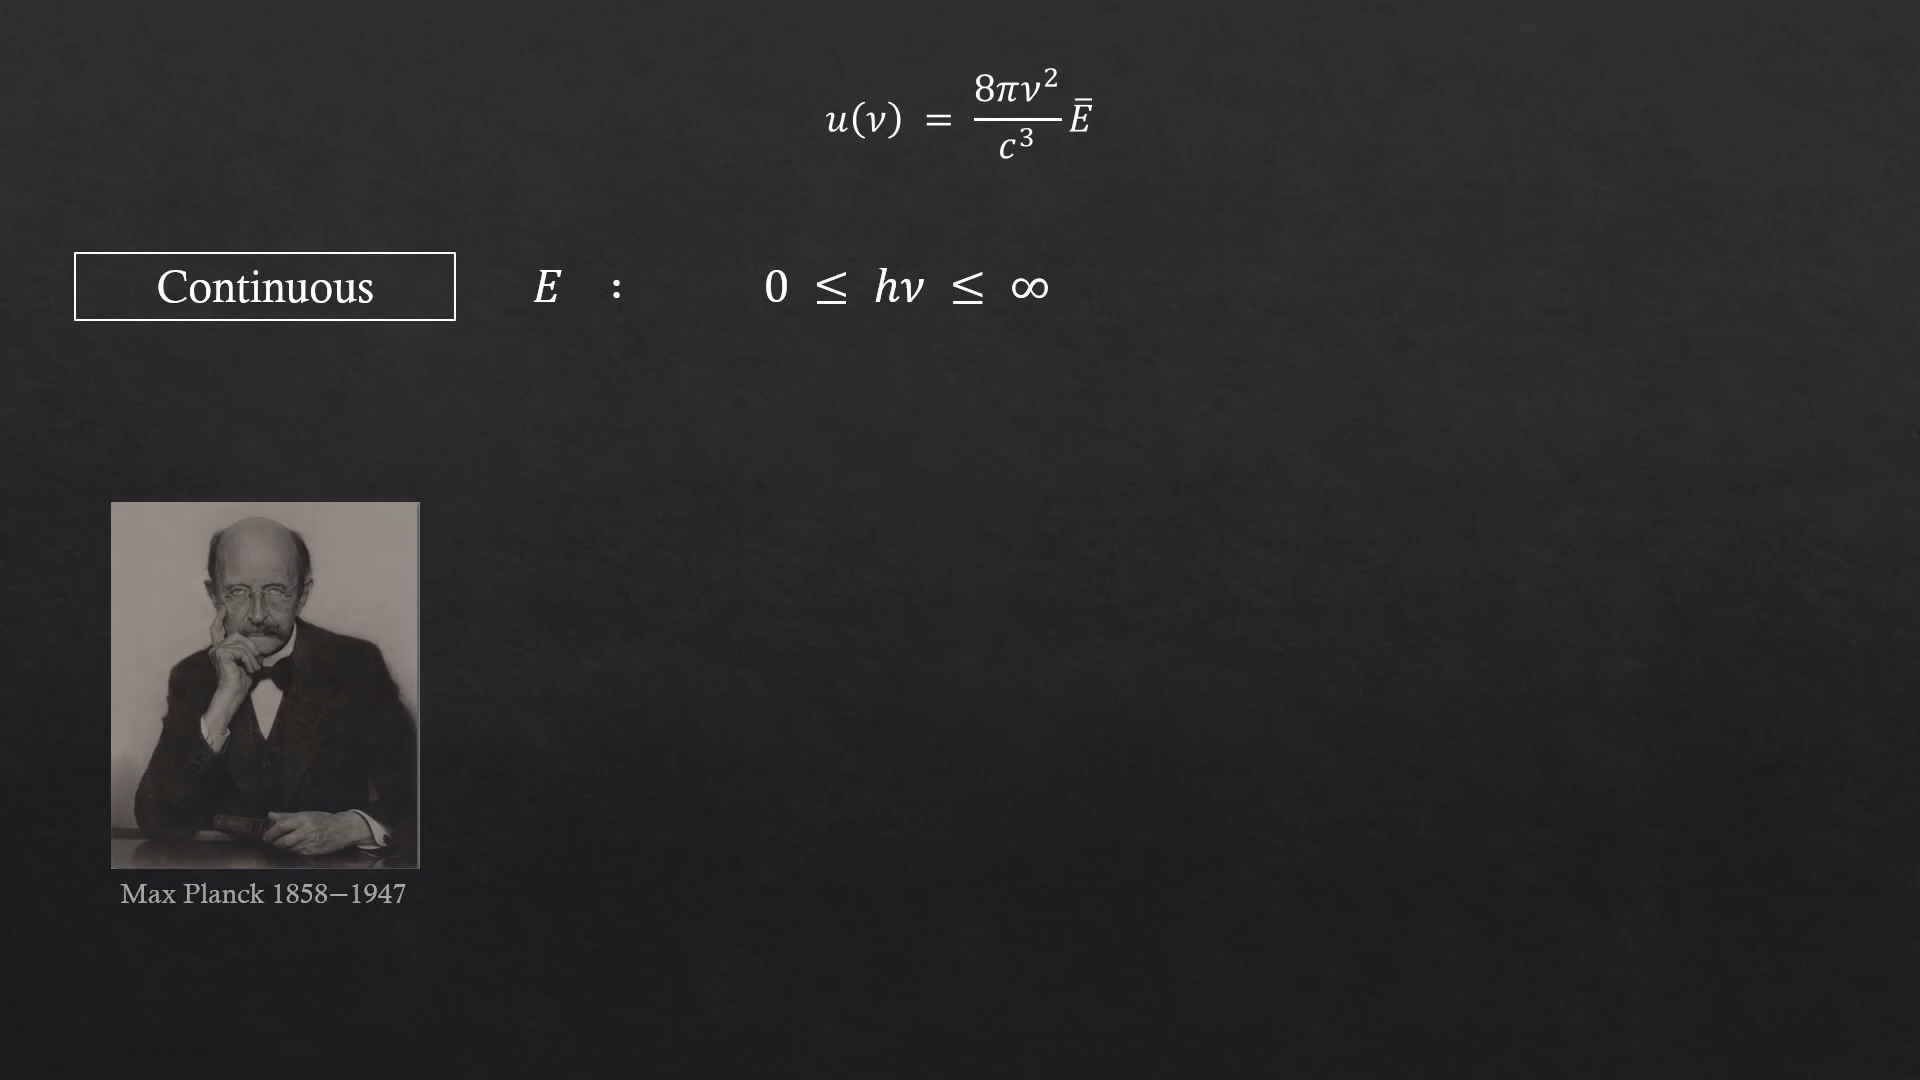 u(ν) = 8πν²/c³ Ē
Continuous E : 0 ≤ hν ≤ ∞
Max Planck 1858–1947